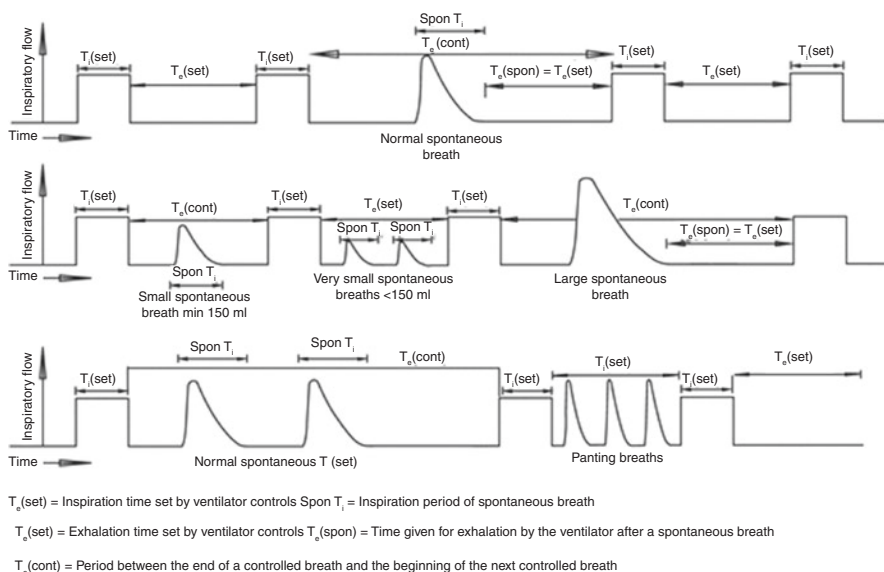 Spon Ti
Ti(set) Ti(set) Te(cont) Ti(set) Ti(set)
Te(set) Te(spon) = Te(set) Te(set)
Inspiratory flow
Time
Normal spontaneous
breath
Ti(set) Te(cont) Ti(set) Te(set) Ti(set) Te(cont)
Spon Ti Spon Ti Te(spon) = Te(set)
Inspiratory flow
Time
Spon Ti
Small spontaneous
breath min 150 ml
Very small spontaneous
breaths <150 ml
Large spontaneous
breath
Spon Ti Spon Ti Te(cont) Ti(set) Te(set)
Ti(set) Ti(set) Ti(set)
Inspiratory flow
Time
Normal spontaneous T (set)
Panting breaths
Te(set) = Inspiration time set by ventilator controls Spon Ti = Inspiration period of spontaneous breath
Te(set) = Exhalation time set by ventilator controls Te(spon) = Time given for exhalation by the ventilator after a spontaneous breath
Te(cont) = Period between the end of a controlled breath and the beginning of the next controlled breath